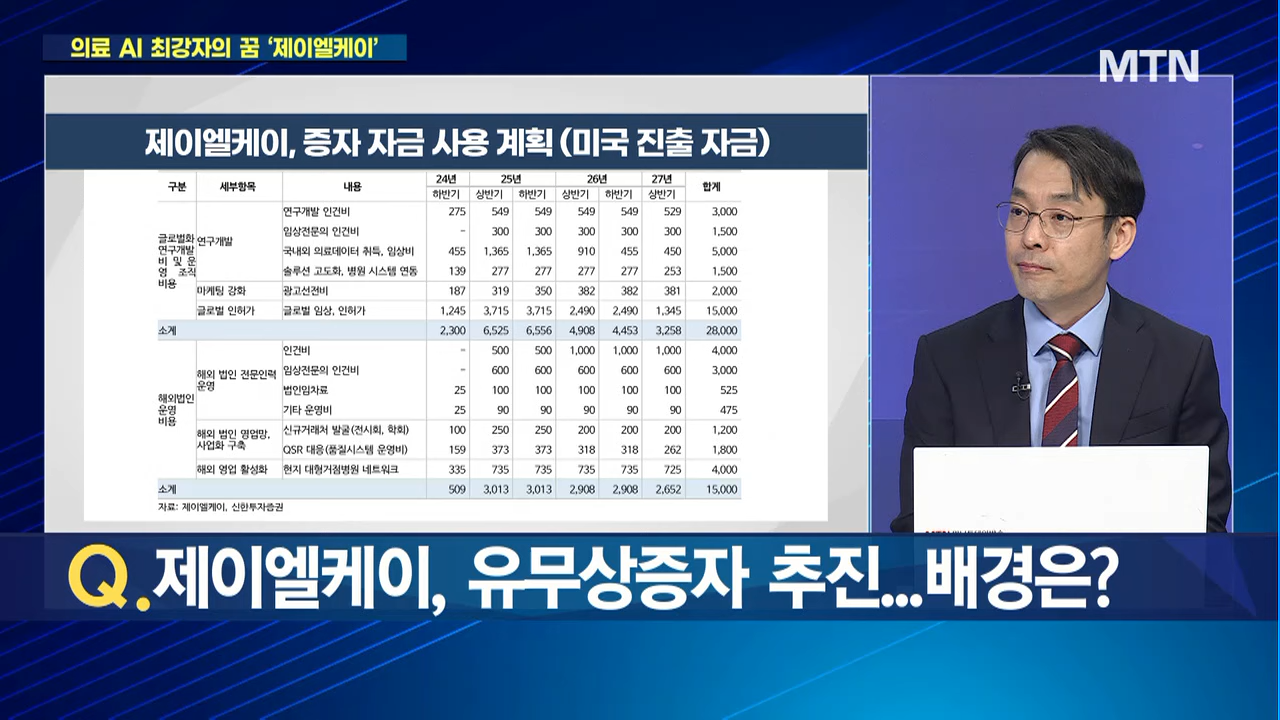 의료 AI 최강자의 꿈 '제이엘케이'
MTN
제이엘케이, 증자 자금 사용 계획 (미국 진출 자금)
구분 세부항목 내용 24년 25년 26년 27년 합계
하반기 상반기 하반기 상반기 하반기 상반기
글로벌화 연구개발비 및 운영 조직 비용
연구개발 연구개발 인건비 275 549 549 549 549 529 3,000
임상전문의 인건비 - 300 300 300 300 300 1,500
국내외 의료데이터 취득, 임상비 455 1,365 1,365 910 455 450 5,000
솔루션 고도화, 병원 시스템 연동 139 277 277 277 277 253 1,500
마케팅 강화 광고선전비 187 319 350 382 382 381 2,000
글로벌 인허가 글로벌 임상, 인허가 1,245 3,715 3,715 2,490 2,490 1,345 15,000
소계 2,300 6,525 6,556 4,908 4,453 3,258 28,000
해외법인 운영 비용
해외 법인 전문인력 운영 인건비 - 500 500 1,000 1,000 1,000 4,000
임상전문의 인건비 - 600 600 600 600 600 3,000
법인임차료 25 100 100 100 100 100 525
기타 운영비 25 90 90 90 90 90 475
해외 법인 영업망, 사업화 구축 신규거래처 발굴(전시회, 학회) 100 250 250 200 200 200 1,200
QSR 대응(품질시스템 운영비) 159 373 373 318 318 262 1,800
해외 영업 활성화 현지 대형거점병원 네트워크 335 735 735 735 735 725 4,000
소계 509 3,013 3,013 2,908 2,908 2,652 15,000
자료: 제이엘케이, 신한투자증권
Q. 제이엘케이, 유무상증자 추진...배경은?